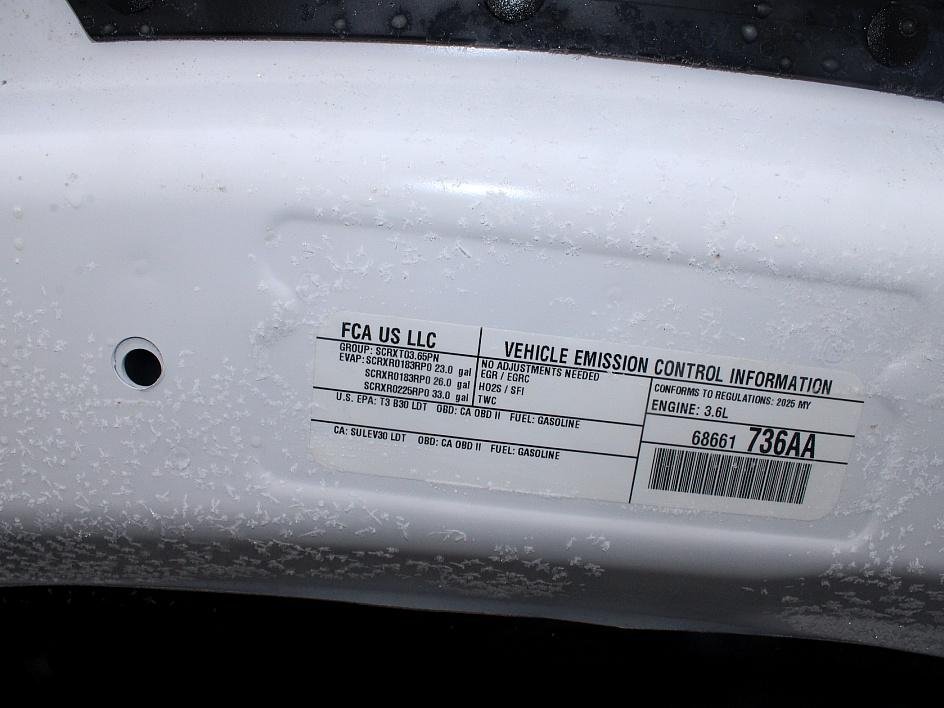 FCA US LLC
GROUP: SCRXT03.65PN
EVAP: SCRXR0183RP0 23.0 gal
SCRXR0183RP0 26.0 gal
SCRXR0225RP0 33.0 gal
VEHICLE EMISSION CONTROL INFORMATION
NO ADJUSTMENTS NEEDED
EGR / EGRC
HO2S / SFI
TWC
CONFORMS TO REGULATIONS: 2025 MY
ENGINE: 3.6L
U.S. EPA: T3 B30 LDT OBD: CA OBD II FUEL: GASOLINE
CA: SULEV30 LDT OBD: CA OBD II FUEL: GASOLINE
68661 736AA